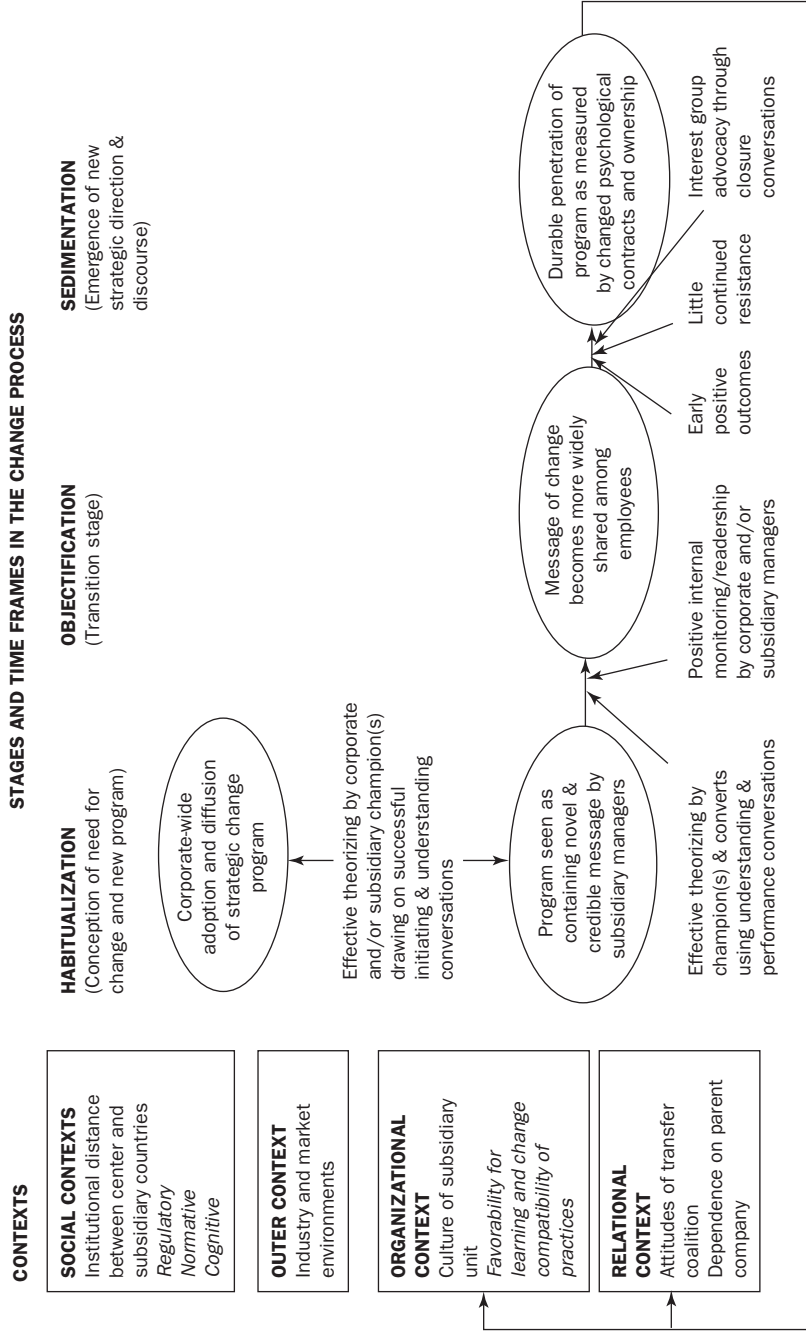 STAGES AND TIME FRAMES IN THE CHANGE PROCESS
CONTEXTS
SOCIAL CONTEXTS
Institutional distance
between center and
subsidiary countries
Regulatory
Normative
Cognitive
OUTER CONTEXT
Industry and market
environments
ORGANIZATIONAL
CONTEXT
Culture of subsidiary
unit
Favorability for
learning and change
compatibility of
practices
RELATIONAL
CONTEXT
Attitudes of transfer
coalition
Dependence on parent
company
HABITUALIZATION
(Conception of need for
change and new program)
Corporate-wide
adoption and diffusion
of strategic change
program
Effective theorizing by corporate
and/or subsidiary champion(s)
drawing on successful
initiating & understanding
conversations
Program seen as
containing novel &
credible message by
subsidiary managers
Effective theorizing by
champion(s) & converts
using understanding &
performance conversations
OBJECTIFICATION
(Transition stage)
Message of change
becomes more widely
shared among
employees
Positive internal
monitoring/readership
by corporate and/or
subsidiary managers
SEDIMENTATION
(Emergence of new
strategic direction &
discourse)
Durable penetration of
program as measured
by changed psychological
contracts and ownership
Early
positive
outcomes
Little
continued
resistance
Interest group
advocacy through
closure
conversations